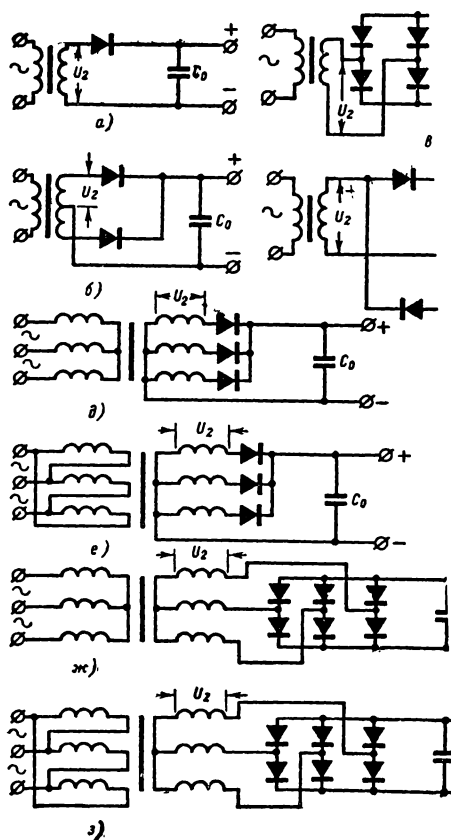 ~ U₂ C₀ + −
а)
~ U₂
в
~ U₂ C₀ + −
б)
~ U₂ +
~ ~ U₂ C₀ + −
д)
~ ~ U₂ C₀ + −
е)
~ ~ U₂
ж)
~ ~ U₂
з)